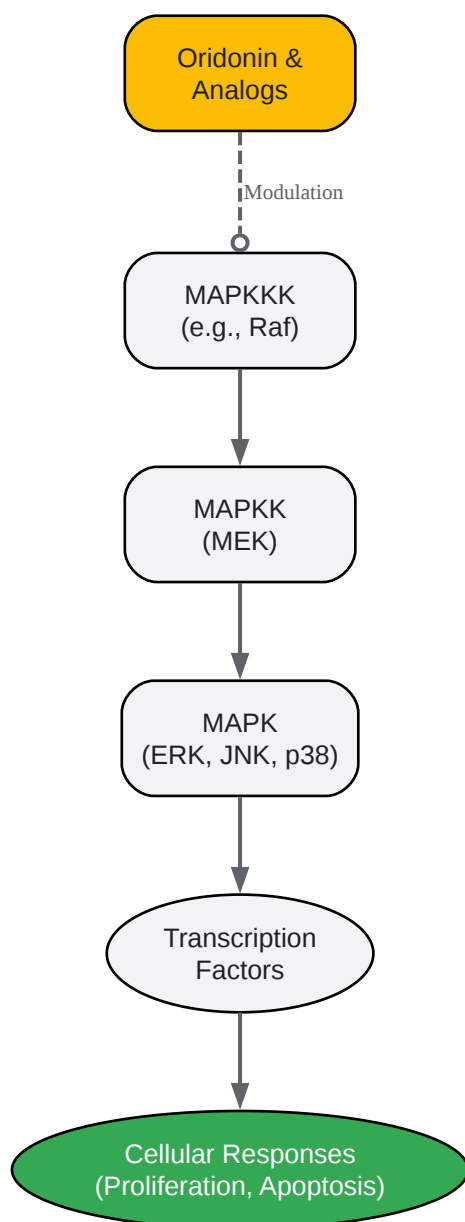 Oridonin &
Analogs
Modulation
MAPKKK
(e.g., Raf)
MAPKK
(MEK)
MAPK
(ERK, JNK, p38)
Transcription
Factors
Cellular Responses
(Proliferation, Apoptosis)